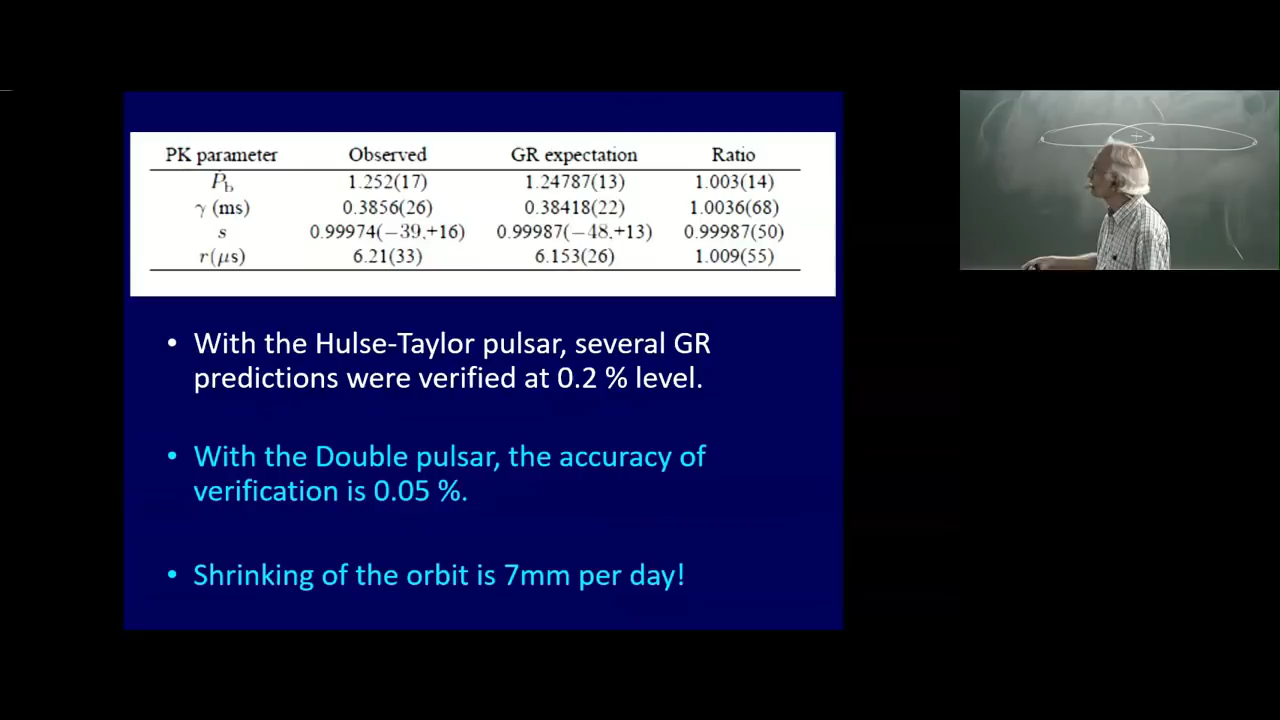 PK parameter Observed GR expectation Ratio
Ṗb 1.252(17) 1.24787(13) 1.003(14)
γ (ms) 0.3856(26) 0.38418(22) 1.0036(68)
s 0.99974(−39,+16) 0.99987(−48,+13) 0.99987(50)
r(μs) 6.21(33) 6.153(26) 1.009(55)
• With the Hulse-Taylor pulsar, several GR
predictions were verified at 0.2 % level.
• With the Double pulsar, the accuracy of
verification is 0.05 %.
• Shrinking of the orbit is 7mm per day!